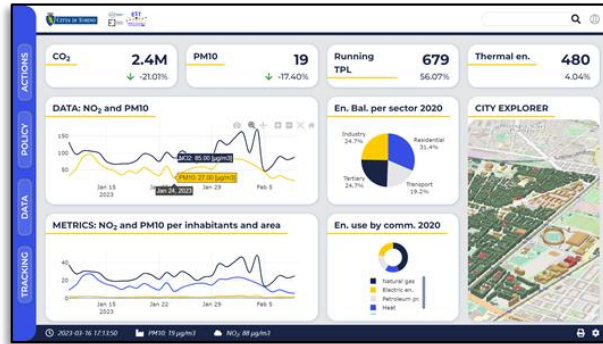 CITTÀ DI TORINO
ACTIONS
POLICY
DATA
TRACKING
CO₂
2.4M
-21.01%
PM10
19
-17.40%
Running TPL
679
56.07%
Thermal en.
480
4.04%
DATA: NO₂ and PM10
150
100
50
NO2: 85.00 [µg/m3]
PM10: 27.00 [µg/m3]
Jan 24, 2023
Jan 15
2023
Jan 29
Feb 5
En. Bal. per sector 2020
Industry
24.7%
Residential
31.4%
Tertiary
24.7%
Transport
19.2%
CITY EXPLORER
METRICS: NO₂ and PM10 per inhabitants and area
40
20
0
Jan 15
2023
Jan 22
Jan 29
Feb 5
En. use by comm. 2020
Natural gas
Electric en.
Petroleum pr
Heat
2023-03-16 17:13:50
PM10: 19 µg/m3
NO₂: 88 µg/m3